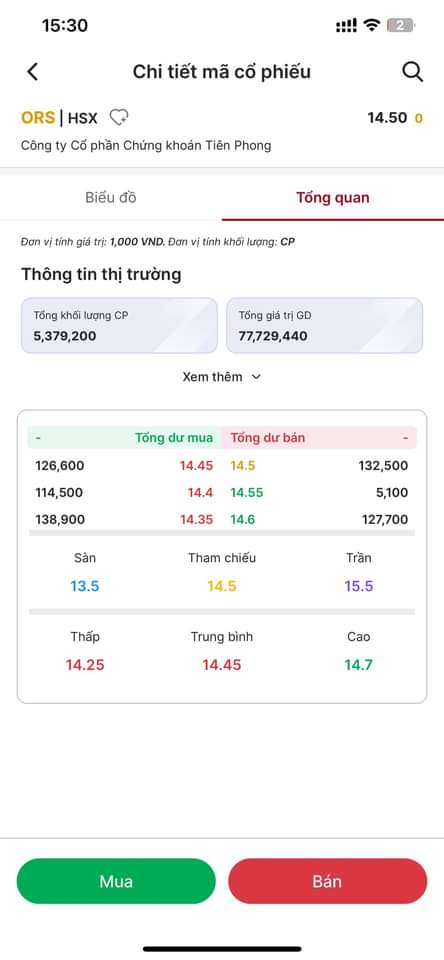 15:30
2
Chi tiết mã cổ phiếu
ORS | HSX
14.50 0
Công ty Cổ phần Chứng khoán Tiên Phong
Biểu đồ
Tổng quan
Đơn vị tính giá trị: 1,000 VND. Đơn vị tính khối lượng: CP
Thông tin thị trường
Tổng khối lượng CP
5,379,200
Tổng giá trị GD
77,729,440
Xem thêm
- Tổng dư mua Tổng dư bán -
126,600 14.45 14.5 132,500
114,500 14.4 14.55 5,100
138,900 14.35 14.6 127,700
Sàn Tham chiếu Trần
13.5 14.5 15.5
Thấp Trung bình Cao
14.25 14.45 14.7
Mua
Bán